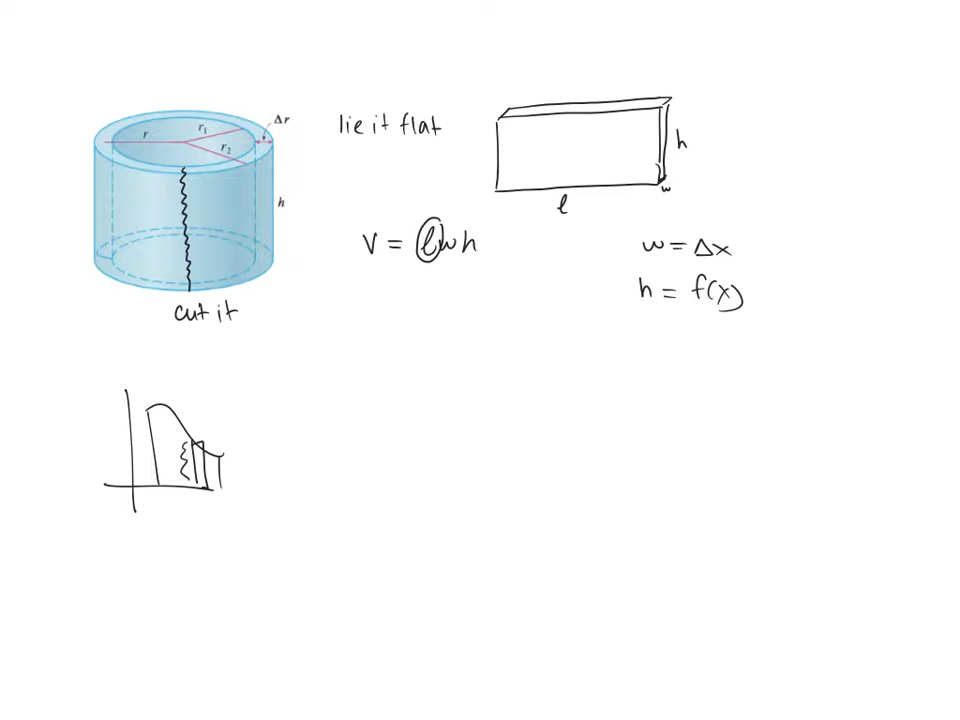 r
r1
r2
Δr
h
cut it
lie it flat
h
w
ℓ
V = ℓwh
w = Δx
h = f(x)